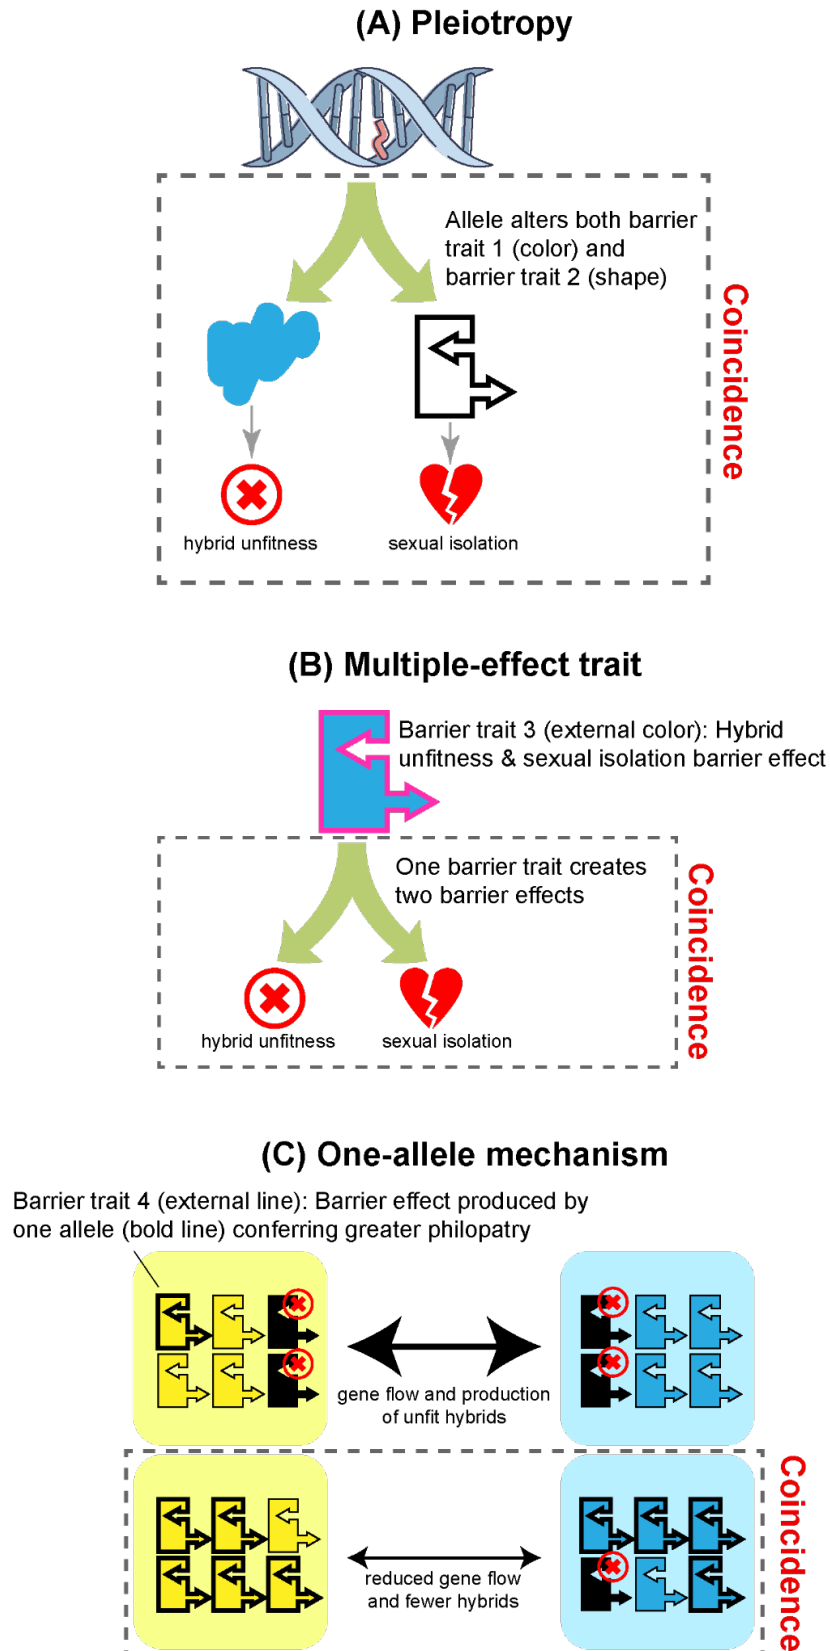 (A) Pleiotropy
Allele alters both barrier
trait 1 (color) and
barrier trait 2 (shape)
Coincidence
hybrid unfitness
sexual isolation
(B) Multiple-effect trait
Barrier trait 3 (external color): Hybrid
unfitness & sexual isolation barrier effect
One barrier trait creates
two barrier effects
Coincidence
hybrid unfitness
sexual isolation
(C) One-allele mechanism
Barrier trait 4 (external line): Barrier effect produced by
one allele (bold line) conferring greater philopatry
gene flow and production
of unfit hybrids
Coincidence
reduced gene flow
and fewer hybrids